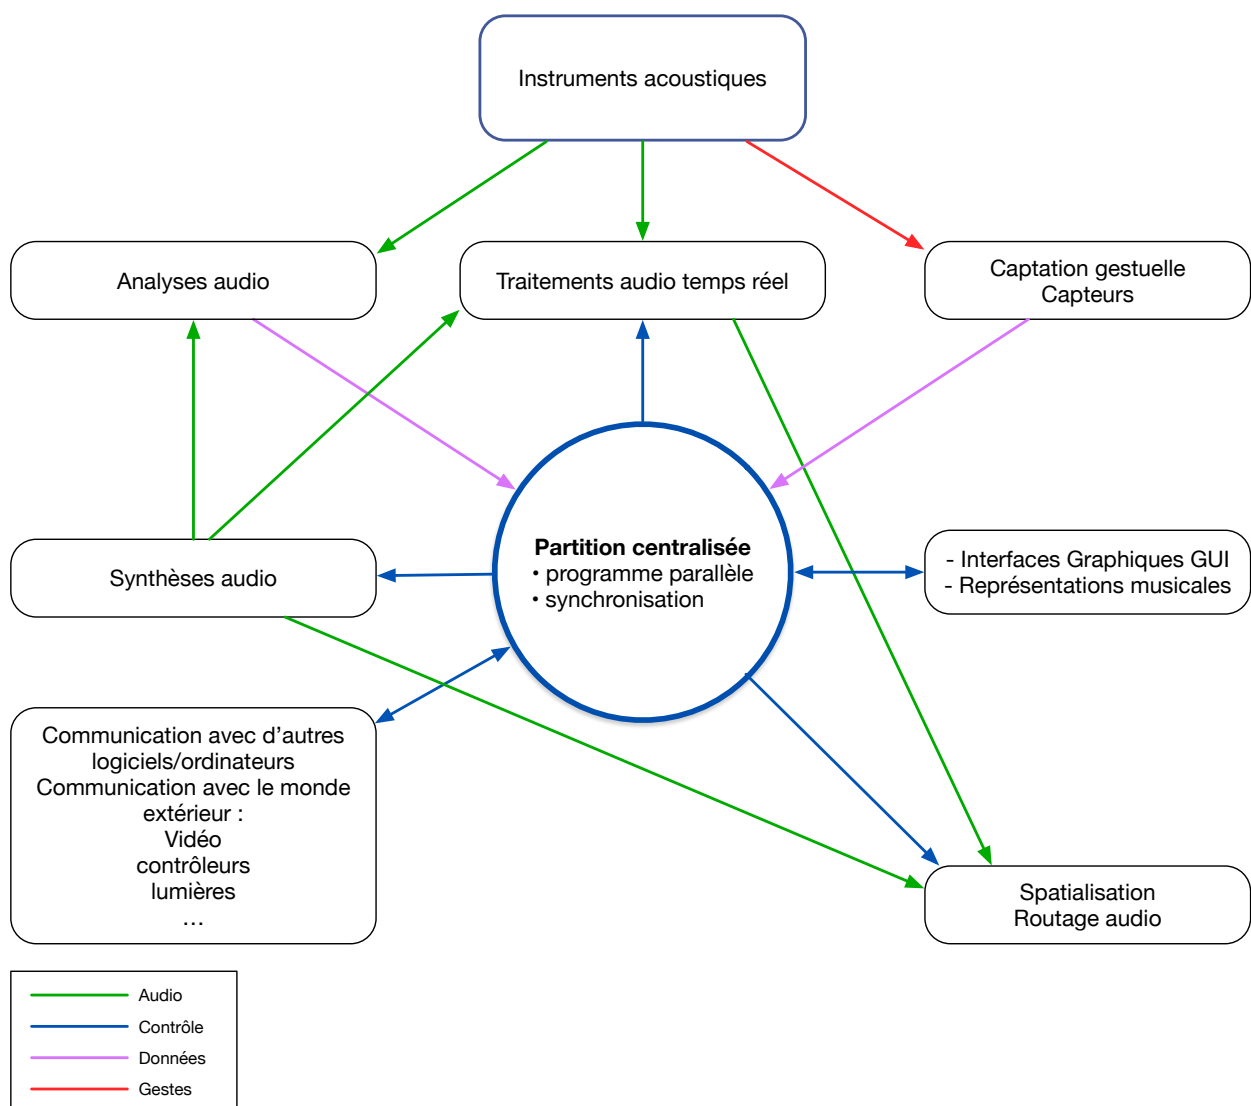 Instruments acoustiques
Analyses audio
Traitements audio temps réel
Captation gestuelle
Capteurs
Partition centralisée
• programme parallèle
• synchronisation
Synthèses audio
- Interfaces Graphiques GUI
- Représentations musicales
Communication avec d’autres
logiciels/ordinateurs
Communication avec le monde
extérieur :
Vidéo
contrôleurs
lumières
…
Spatialisation
Routage audio
Audio
Contrôle
Données
Gestes